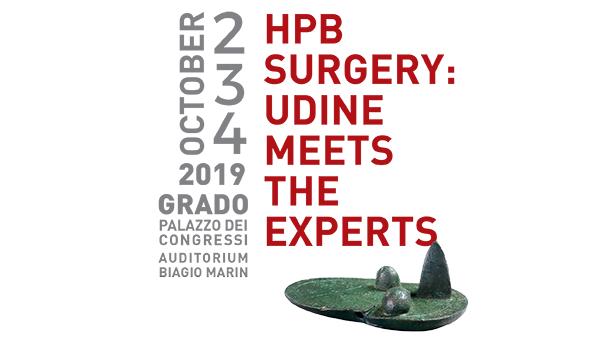 OCTOBER
2
3
4
2019
GRADO
PALAZZO DEI
CONGRESSI
AUDITORIUM
BIAGIO MARIN
HPB
SURGERY:
UDINE
MEETS
THE
EXPERTS